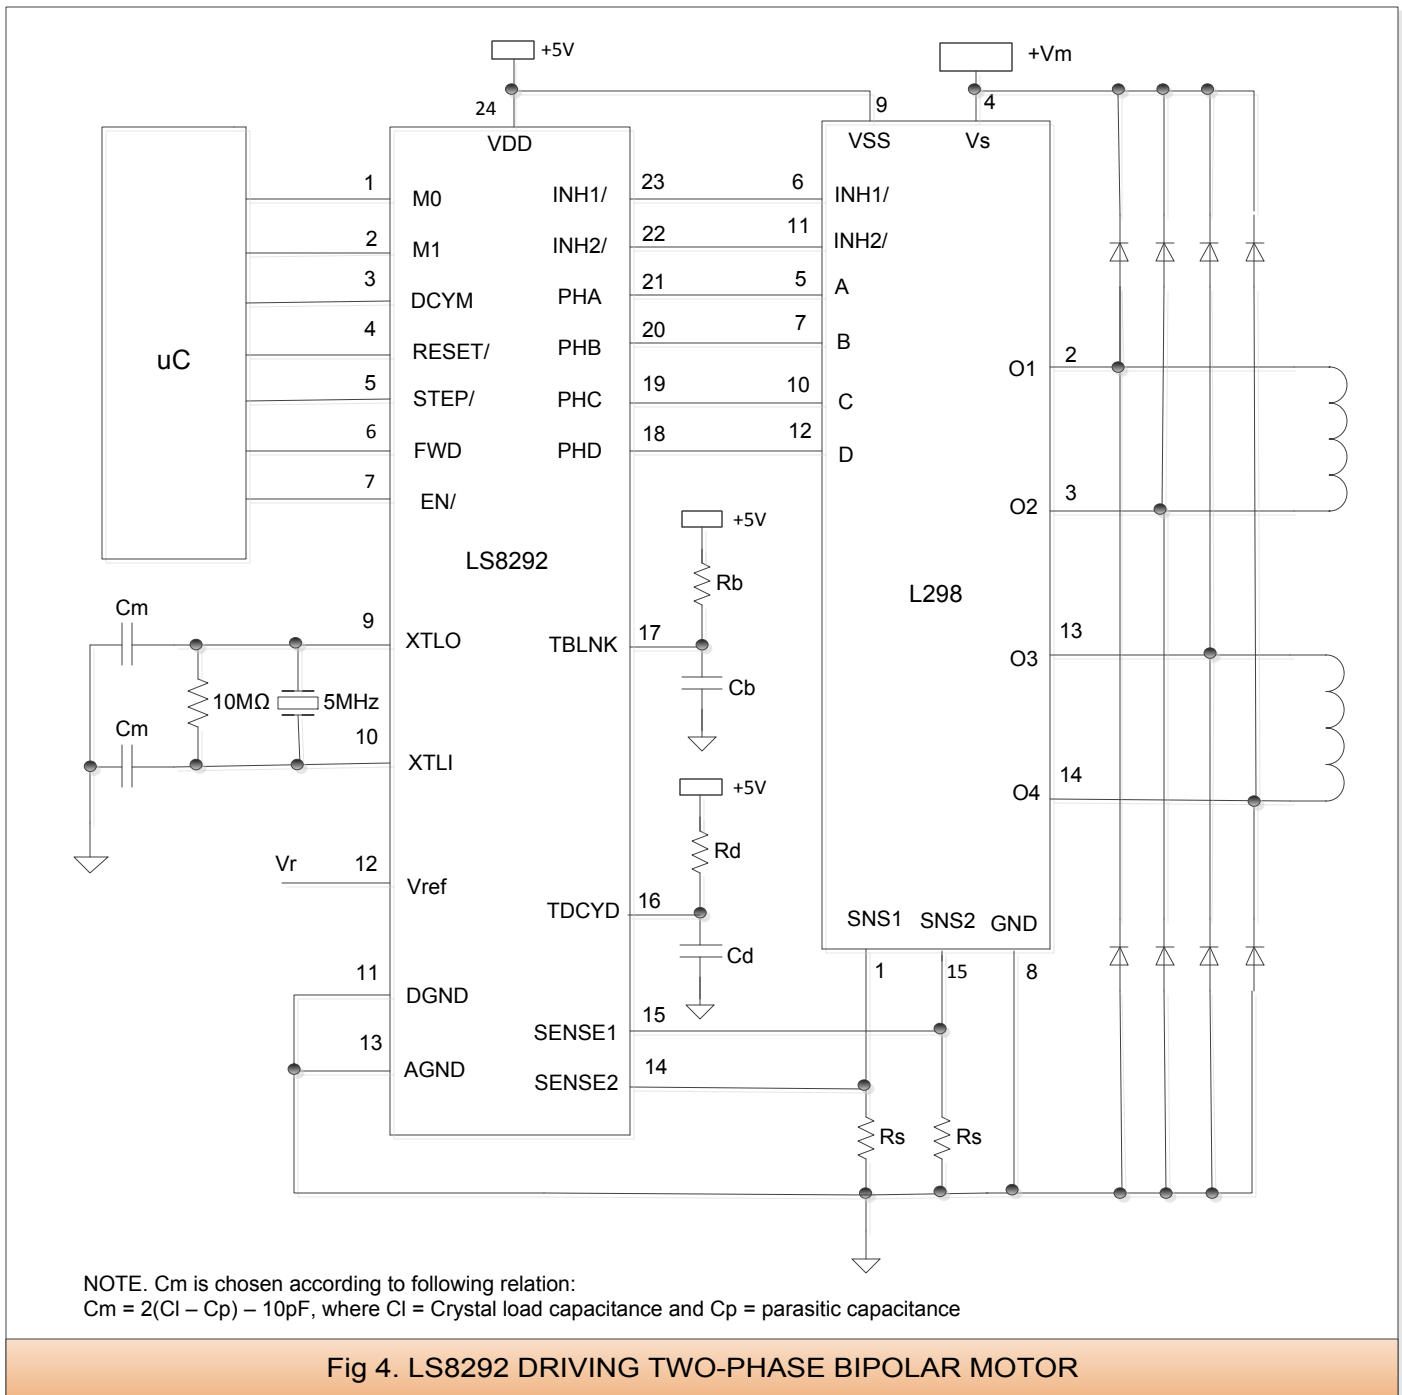 +5V
+Vm
24
9
4
VDD
VSS
Vs
1
M0
INH1/
23
6
INH1/
2
M1
INH2/
22
11
INH2/
3
DCYM
PHA
21
5
A
4
RESET/
PHB
20
7
B
uC
O1
2
5
STEP/
PHC
19
10
C
6
FWD
PHD
18
12
D
7
EN/
O2
3
+5V
LS8292
Rb
L298
Cm
9
XTLO
TBLNK
17
O3
13
Cb
10MΩ
5MHz
Cm
10
XTLI
+5V
O4
14
Vr
12
Vref
Rd
TDCYD
16
SNS1
SNS2
GND
Cd
11
DGND
1
15
8
SENSE1
15
13
AGND
SENSE2
14
Rs
Rs
NOTE. Cm is chosen according to following relation:
Cm = 2(Cl – Cp) – 10pF, where Cl = Crystal load capacitance and Cp = parasitic capacitance
Fig 4. LS8292 DRIVING TWO-PHASE BIPOLAR MOTOR